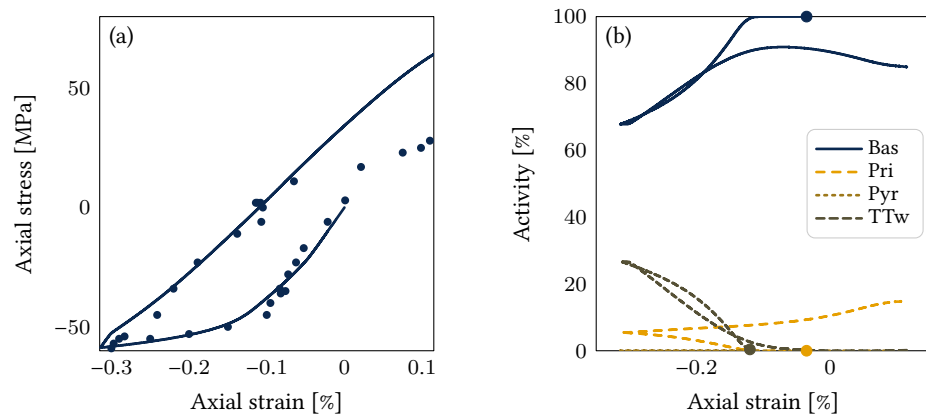 (a)
50
0
−50
Axial stress [MPa]
−0.3
−0.2
−0.1
0
0.1
Axial strain [%]
(b)
100
80
60
40
20
0
Activity [%]
Bas
Pri
Pyr
TTw
−0.2
0
Axial strain [%]